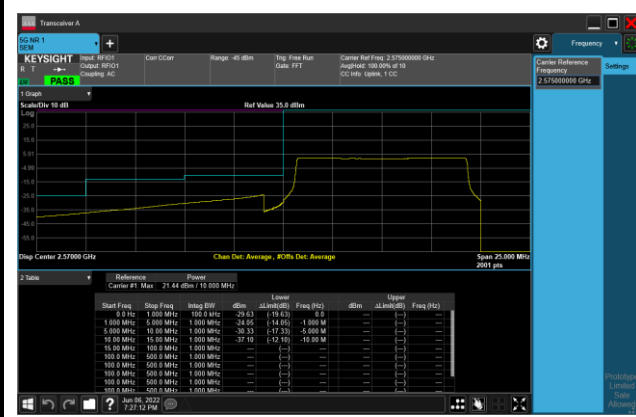 Transceiver A
5G NR 1
SEM
Frequency
KEYSIGHT
R T
PASS
Input: RFIO1
Output: RFIO1
Coupling: AC
Corr CCorr
Range: -45 dBm
Trig: Free Run
Gate: FFT
Carrier Ref Freq: 2.575000000 GHz
Avg|Hold: 100.00% of 10
CC Info: Uplink, 1 CC
Carrier Reference
Frequency
2.575000000 GHz
Settings
1 Graph
Scale/Div 10 dB
Ref Value 35.0 dBm
Log
25.0
15.0
5.00
-5.00
-15.0
-25.0
-35.0
-45.0
-55.0
Disp Center 2.57000 GHz
Chan Det: Average , #Offs Det: Average
Span 25.000 MHz
2001 pts
2 Table
Reference Power
Carrier #1 Max 21.44 dBm / 10.000 MHz
Lower Upper
Start Freq Stop Freq Integ BW dBm ΔLimit(dB) Freq (Hz) dBm ΔLimit(dB) Freq (Hz)
0.0 Hz 1.000 MHz 100.0 kHz -29.63 (-19.63) 0.0 --- (---) ---
1.000 MHz 5.000 MHz 1.000 MHz -24.05 (-14.05) -1.000 M --- (---) ---
5.000 MHz 10.00 MHz 1.000 MHz -30.33 (-17.33) -5.000 M --- (---) ---
10.00 MHz 15.00 MHz 1.000 MHz -37.10 (-12.10) -10.00 M --- (---) ---
15.00 MHz 100.0 MHz 1.000 MHz --- (---) --- --- (---) ---
100.0 MHz 500.0 MHz 1.000 MHz --- (---) --- --- (---) ---
100.0 MHz 500.0 MHz 1.000 MHz --- (---) --- --- (---) ---
100.0 MHz 500.0 MHz 1.000 MHz --- (---) --- --- (---) ---
100.0 MHz 500.0 MHz 1.000 MHz --- (---) --- --- (---) ---
Prototype
Limited
Sale
Allowed
Jun 06, 2022
7:27:12 PM